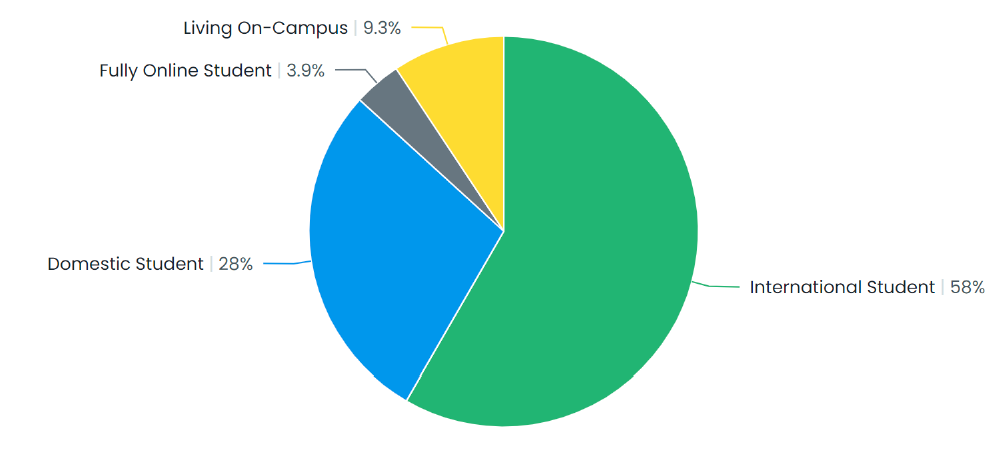 Living On-Campus | 9.3%
Fully Online Student | 3.9%
Domestic Student | 28%
International Student | 58%